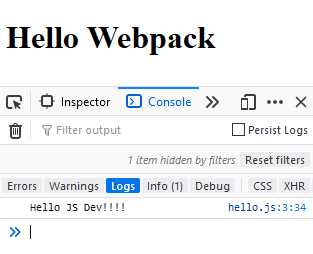 Hello Webpack
Inspector Console
Filter output Persist Logs
1 item hidden by filters Reset filters
Errors Warnings Logs Info (1) Debug CSS XHR
Hello JS Dev!!!! hello.js:3:34